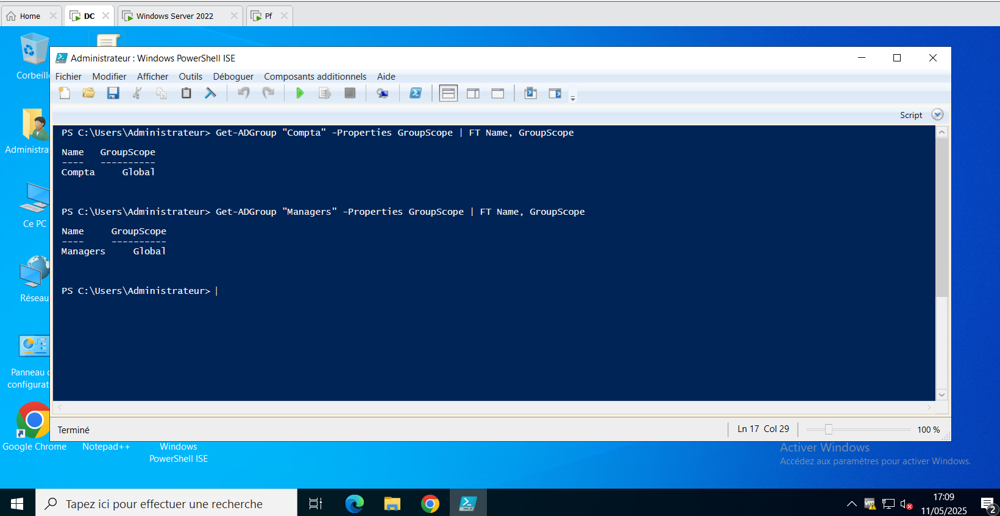 Home
DC
Windows Server 2022
Pf
Corbeille
Administrateur : Windows PowerShell ISE
Fichier Modifier Afficher Outils Déboguer Composants additionnels Aide
Script
PS C:\Users\Administrateur> Get-ADGroup "Compta" -Properties GroupScope | FT Name, GroupScope
Name GroupScope
---- ----------
Compta Global
PS C:\Users\Administrateur> Get-ADGroup "Managers" -Properties GroupScope | FT Name, GroupScope
Name GroupScope
---- ----------
Managers Global
PS C:\Users\Administrateur>
Administra
Ce PC
Réseau
Panneau d
configurat
Terminé
Ln 17 Col 29
100 %
Google Chrome
Notepad++
Windows
PowerShell ISE
Activer Windows
Accédez aux paramètres pour activer Windows.
Tapez ici pour effectuer une recherche
17:09
11/05/2025
2